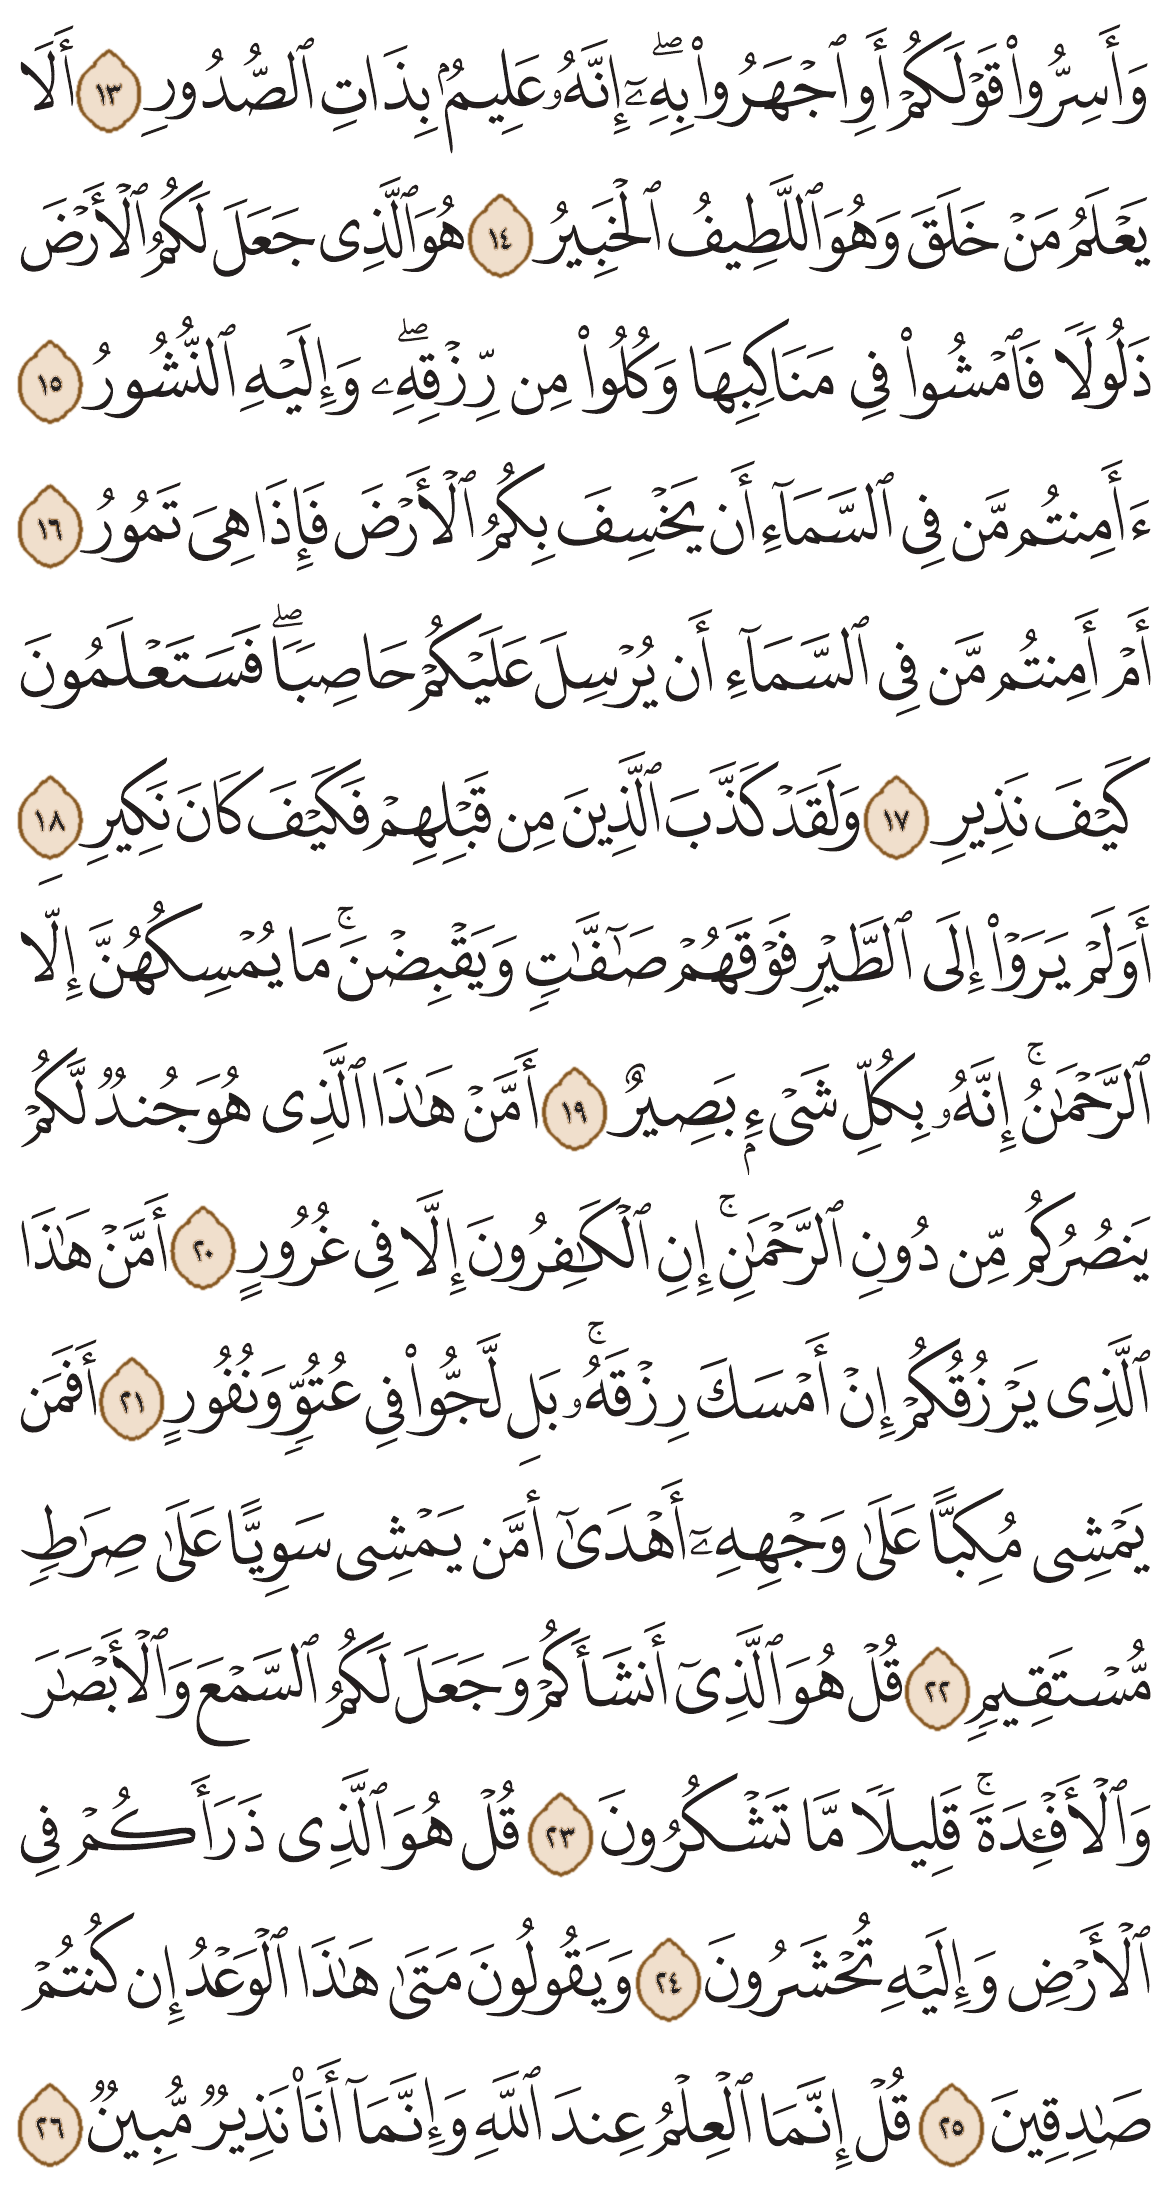 وَأَسِرُّواْ قَوۡلَكُمۡ أَوِ ٱجۡهَرُواْ بِهِۦٓۖ إِنَّهُۥ عَلِيمُۢ بِذَاتِ ٱلصُّدُورِ ١٣ أَلَا
يَعۡلَمُ مَنۡ خَلَقَ وَهُوَ ٱللَّطِيفُ ٱلۡخَبِيرُ ١٤ هُوَ ٱلَّذِى جَعَلَ لَكُمُ ٱلۡأَرۡضَ
ذَلُولٗا فَٱمۡشُواْ فِى مَنَاكِبِهَا وَكُلُواْ مِن رِّزۡقِهِۦۖ وَإِلَيۡهِ ٱلنُّشُورُ ١٥
ءَأَمِنتُم مَّن فِى ٱلسَّمَآءِ أَن يَخۡسِفَ بِكُمُ ٱلۡأَرۡضَ فَإِذَا هِىَ تَمُورُ ١٦
أَمۡ أَمِنتُم مَّن فِى ٱلسَّمَآءِ أَن يُرۡسِلَ عَلَيۡكُمۡ حَاصِبٗاۖ فَسَتَعۡلَمُونَ
كَيۡفَ نَذِيرِ ١٧ وَلَقَدۡ كَذَّبَ ٱلَّذِينَ مِن قَبۡلِهِمۡ فَكَيۡفَ كَانَ نَكِيرِ ١٨
أَوَلَمۡ يَرَوۡاْ إِلَى ٱلطَّيۡرِ فَوۡقَهُمۡ صَٰٓفَّٰتٖ وَيَقۡبِضۡنَۚ مَا يُمۡسِكُهُنَّ إِلَّا
ٱلرَّحۡمَٰنُۚ إِنَّهُۥ بِكُلِّ شَىۡءِۭ بَصِيرٌ ١٩ أَمَّنۡ هَٰذَا ٱلَّذِى هُوَ جُندٞ لَّكُمۡ
يَنصُرُكُم مِّن دُونِ ٱلرَّحۡمَٰنِۚ إِنِ ٱلۡكَٰفِرُونَ إِلَّا فِى غُرُورٍ ٢٠ أَمَّنۡ هَٰذَا
ٱلَّذِى يَرۡزُقُكُمۡ إِنۡ أَمۡسَكَ رِزۡقَهُۥۚ بَل لَّجُّواْ فِى عُتُوّٖ وَنُفُورٍ ٢١ أَفَمَن
يَمۡشِى مُكِبًّا عَلَىٰ وَجۡهِهِۦٓ أَهۡدَىٰٓ أَمَّن يَمۡشِى سَوِيًّا عَلَىٰ صِرَٰطٖ
مُّسۡتَقِيمٖ ٢٢ قُلۡ هُوَ ٱلَّذِىٓ أَنشَأَكُمۡ وَجَعَلَ لَكُمُ ٱلسَّمۡعَ وَٱلۡأَبۡصَٰرَ
وَٱلۡأَفۡـِٔدَةَۚ قَلِيلٗا مَّا تَشۡكُرُونَ ٢٣ قُلۡ هُوَ ٱلَّذِى ذَرَأَكُمۡ فِى
ٱلۡأَرۡضِ وَإِلَيۡهِ تُحۡشَرُونَ ٢٤ وَيَقُولُونَ مَتَىٰ هَٰذَا ٱلۡوَعۡدُ إِن كُنتُمۡ
صَٰدِقِينَ ٢٥ قُلۡ إِنَّمَا ٱلۡعِلۡمُ عِندَ ٱللَّهِ وَإِنَّمَآ أَنَا۠ نَذِيرٞ مُّبِينٞ ٢٦